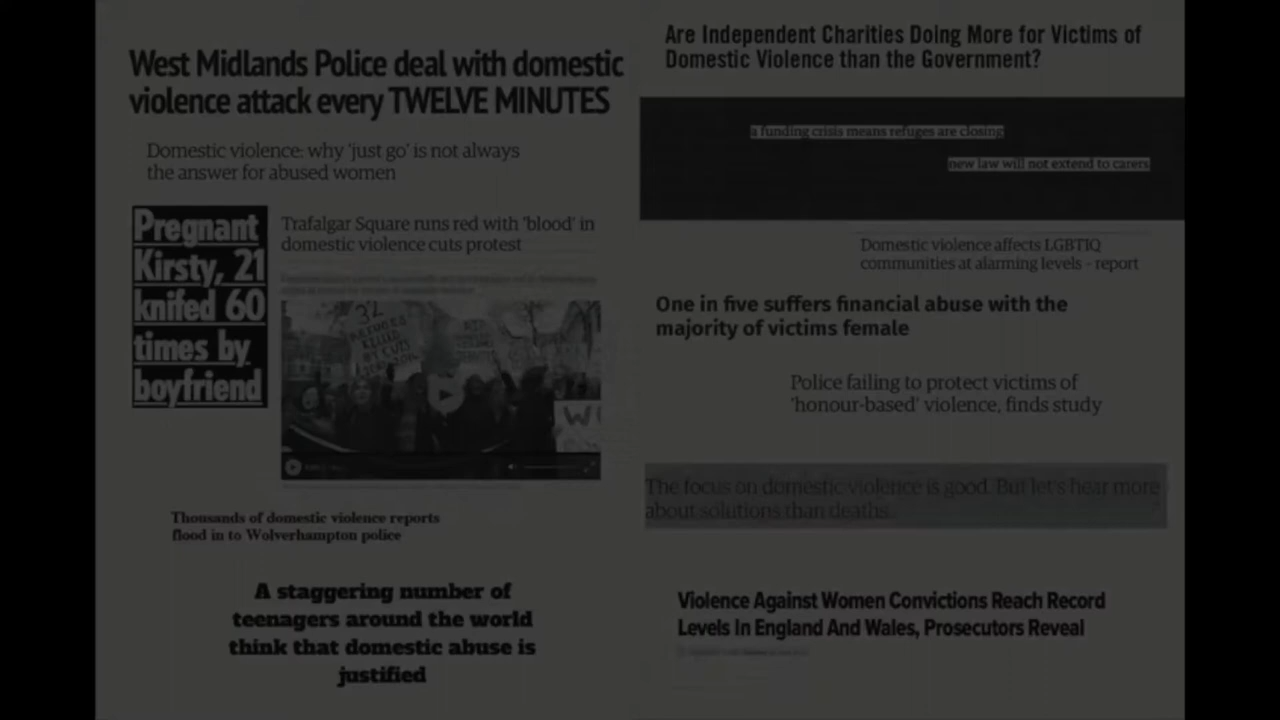 West Midlands Police deal with domestic
violence attack every TWELVE MINUTES
Domestic violence: why 'just go' is not always
the answer for abused women
Pregnant
Kirsty, 21
knifed 60
times by
boyfriend
Trafalgar Square runs red with 'blood' in
domestic violence cuts protest
Thousands of domestic violence reports
flood in to Wolverhampton police
A staggering number of
teenagers around the world
think that domestic abuse is
justified
Are Independent Charities Doing More for Victims of
Domestic Violence than the Government?
a funding crisis means refuges are closing
new law will not extend to carers
Domestic violence affects LGBTIQ
communities at alarming levels - report
One in five suffers financial abuse with the
majority of victims female
Police failing to protect victims of
'honour-based' violence, finds study
The focus on domestic violence is good. But let's hear more
about solutions than deaths.
Violence Against Women Convictions Reach Record
Levels In England And Wales, Prosecutors Reveal